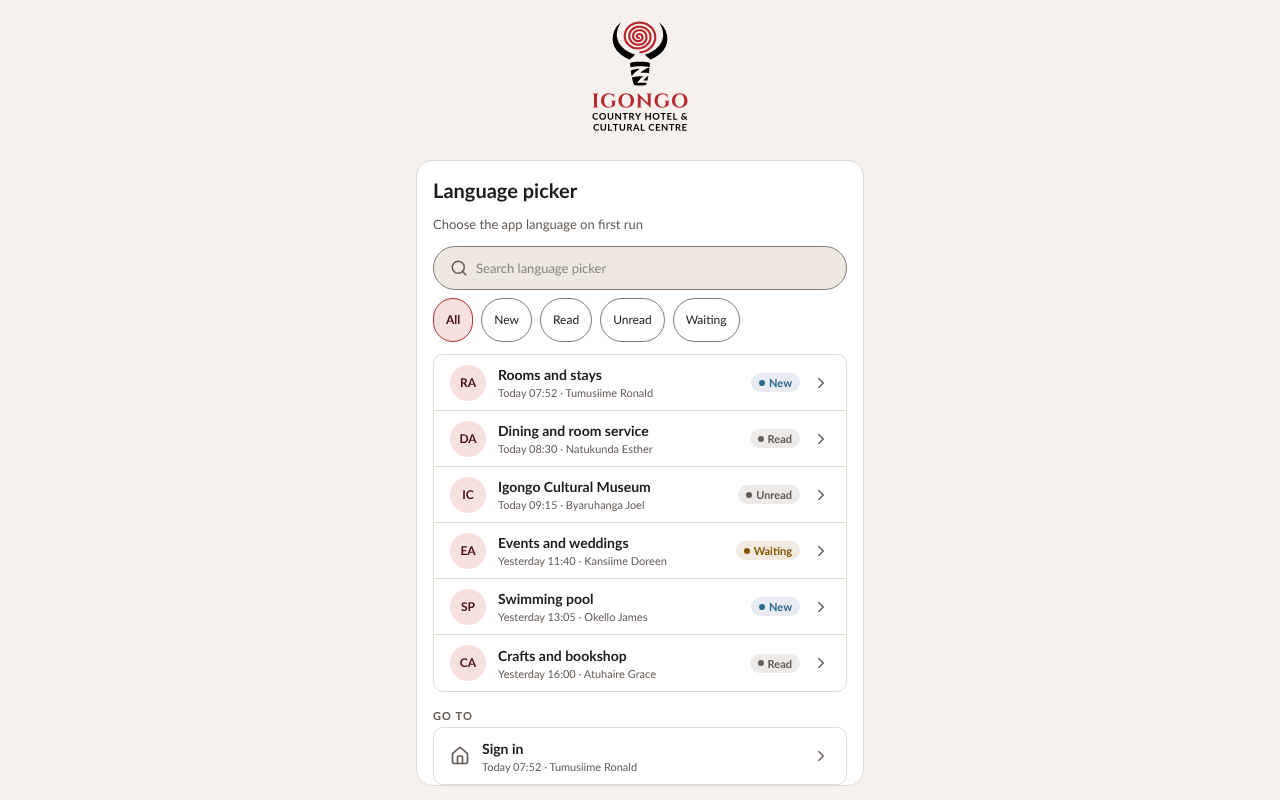 IGONGO
COUNTRY HOTEL &
CULTURAL CENTRE
Language picker
Choose the app language on first run
Search language picker
All
New
Read
Unread
Waiting
RA
Rooms and stays
Today 07:52 · Tumusiime Ronald
New
DA
Dining and room service
Today 08:30 · Natukunda Esther
Read
IC
Igongo Cultural Museum
Today 09:15 · Byaruhanga Joel
Unread
EA
Events and weddings
Yesterday 11:40 · Kansiime Doreen
Waiting
SP
Swimming pool
Yesterday 13:05 · Okello James
New
CA
Crafts and bookshop
Yesterday 16:00 · Atuhaire Grace
Read
GO TO
Sign in
Today 07:52 · Tumusiime Ronald